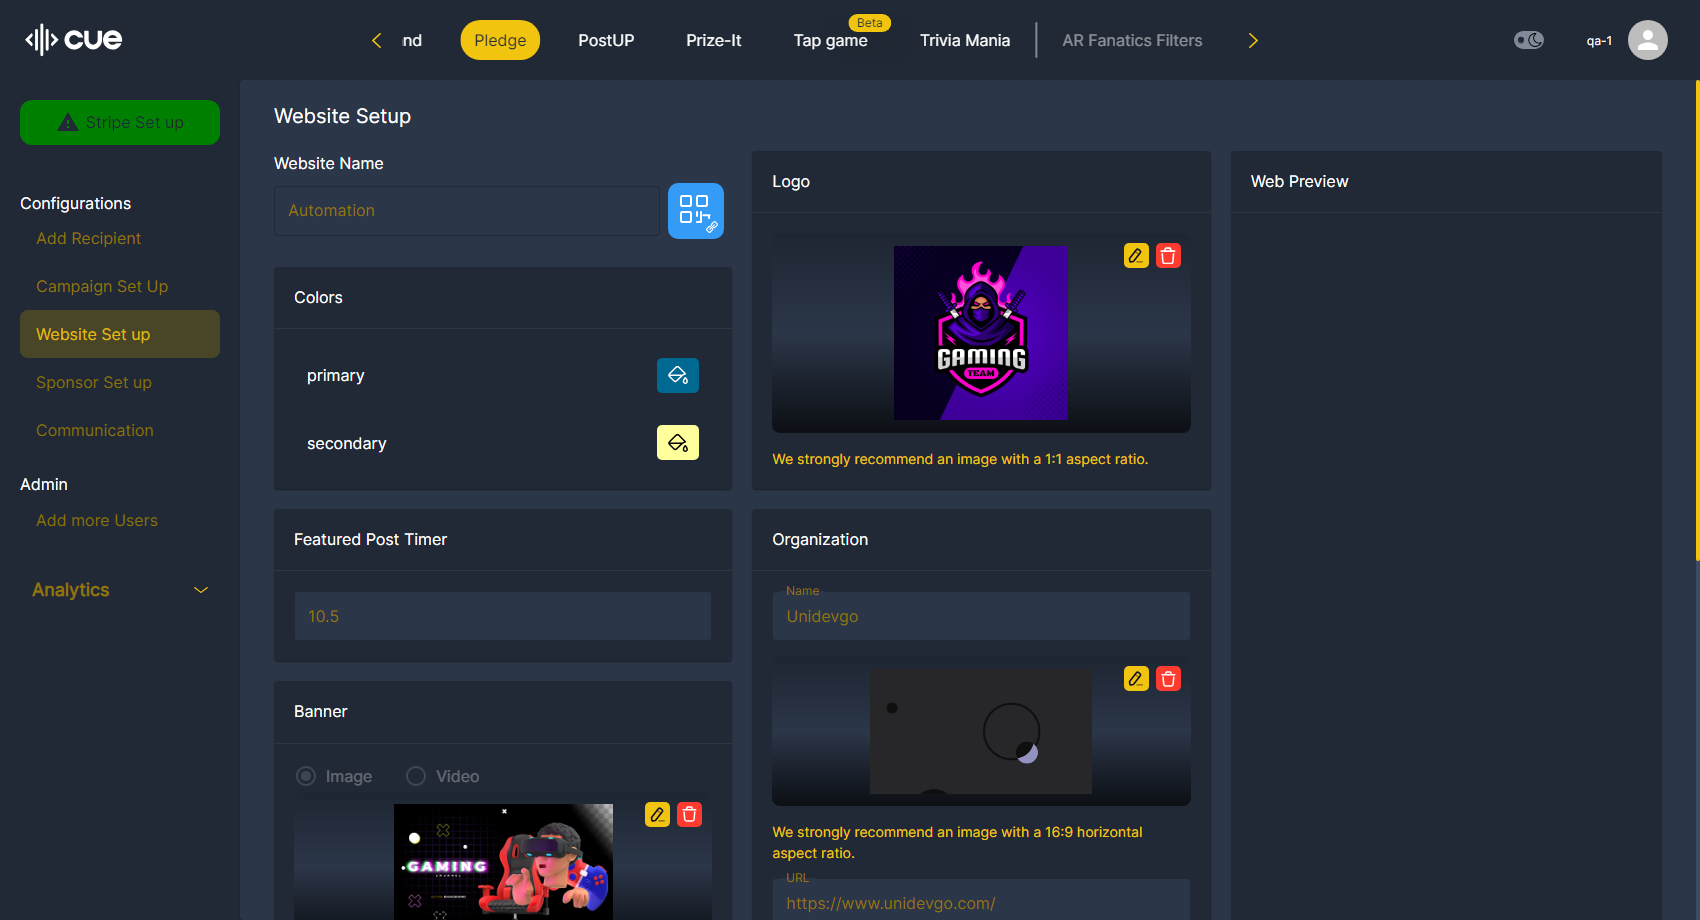 cue
Pledge
PostUP
Prize-It
Beta
Tap game
Trivia Mania
AR Fanatics Filters
qa-1
Stripe Set up
Configurations
Add Recipient
Campaign Set Up
Website Set up
Sponsor Set up
Communication
Admin
Add more Users
Analytics
Website Setup
Website Name
Automation
Colors
primary
secondary
Featured Post Timer
10.5
Banner
Image
Video
GAMING
Logo
GAMING
TEAM
We strongly recommend an image with a 1:1 aspect ratio.
Organization
Name
Unidevgo
We strongly recommend an image with a 16:9 horizontal
aspect ratio.
URL
https://www.unidevgo.com/
Web Preview